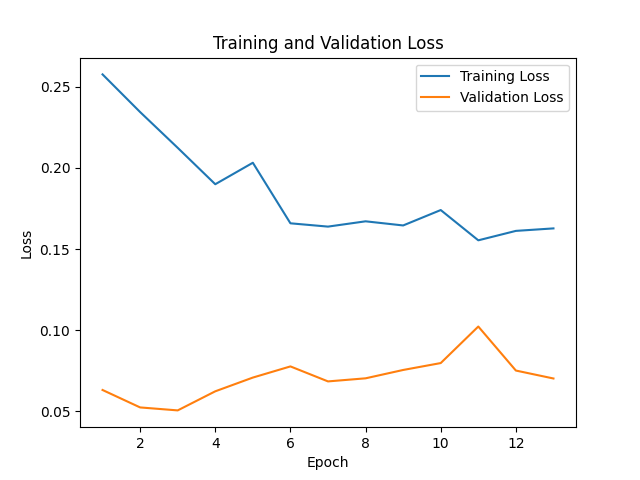 Training and Validation Loss
Training Loss
Validation Loss
0.25
0.20
0.15
0.10
0.05
Loss
2 4 6 8 10 12
Epoch